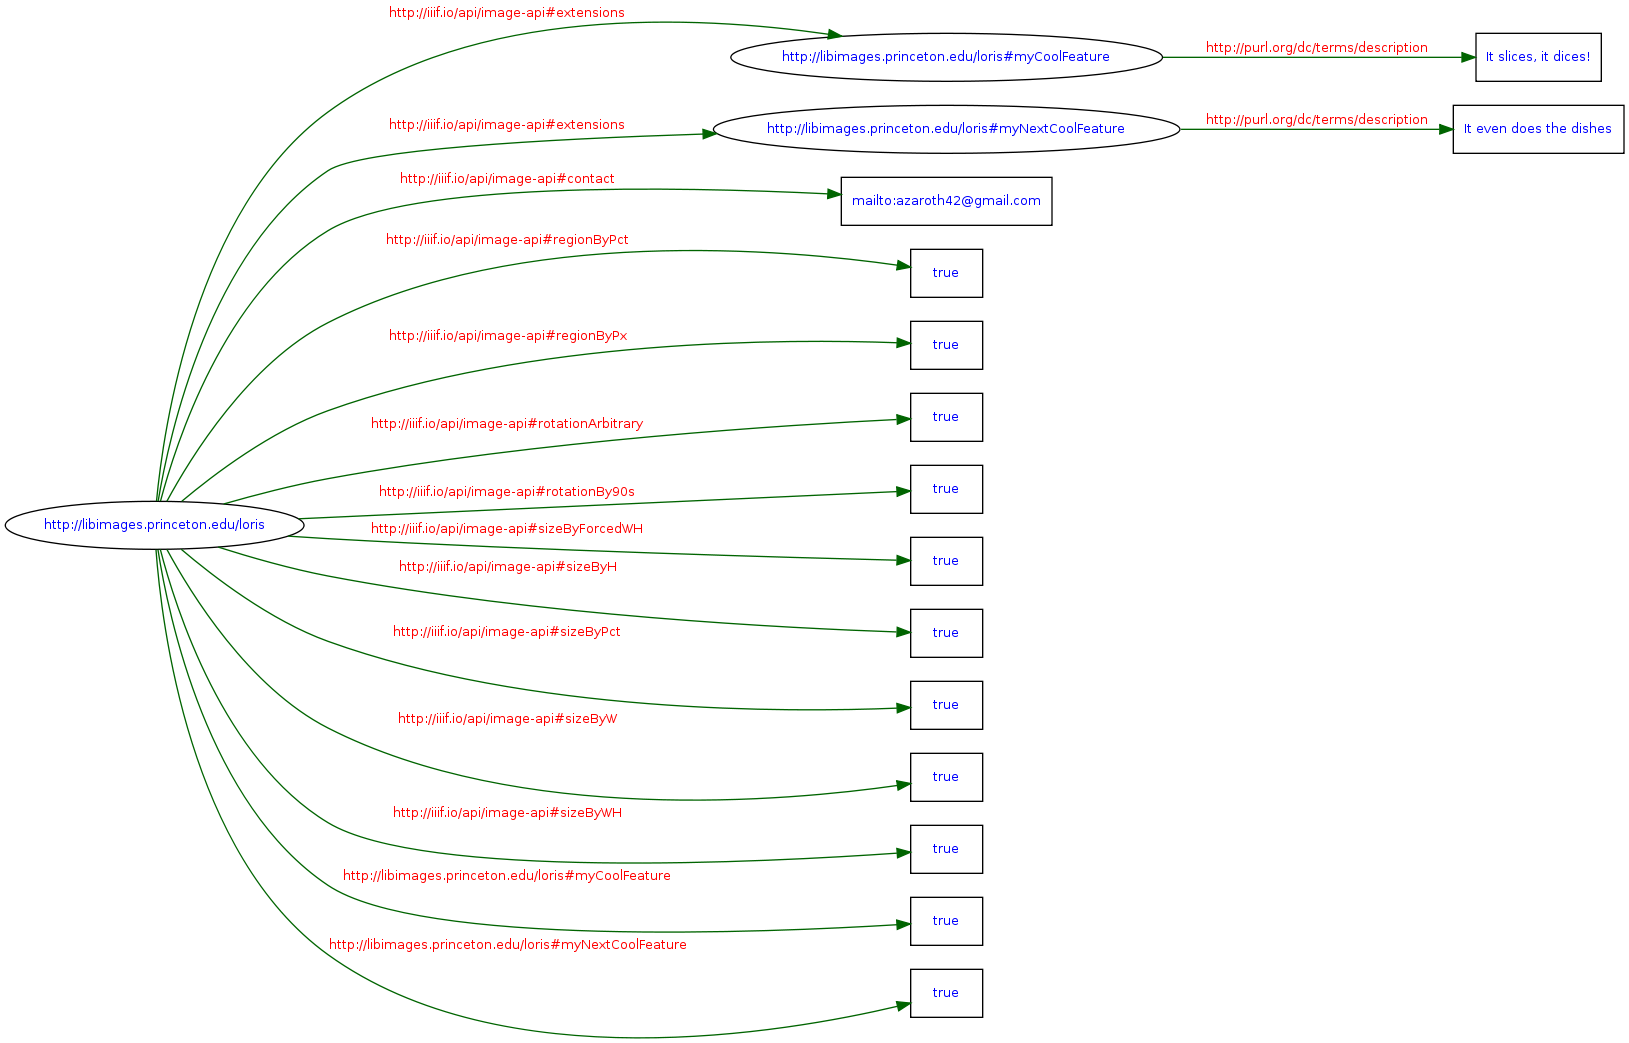 http://iiif.io/api/image-api#extensions
http://libimages.princeton.edu/loris#myCoolFeature
http://purl.org/dc/terms/description
It slices, it dices!
http://iiif.io/api/image-api#extensions
http://libimages.princeton.edu/loris#myNextCoolFeature
http://purl.org/dc/terms/description
It even does the dishes
http://iiif.io/api/image-api#contact
mailto:azaroth42@gmail.com
http://iiif.io/api/image-api#regionByPct
true
http://iiif.io/api/image-api#regionByPx
true
http://iiif.io/api/image-api#rotationArbitrary
true
http://iiif.io/api/image-api#rotationBy90s
true
http://libimages.princeton.edu/loris
http://iiif.io/api/image-api#sizeByForcedWH
true
http://iiif.io/api/image-api#sizeByH
true
http://iiif.io/api/image-api#sizeByPct
true
http://iiif.io/api/image-api#sizeByW
true
http://iiif.io/api/image-api#sizeByWH
true
http://libimages.princeton.edu/loris#myCoolFeature
true
http://libimages.princeton.edu/loris#myNextCoolFeature
true